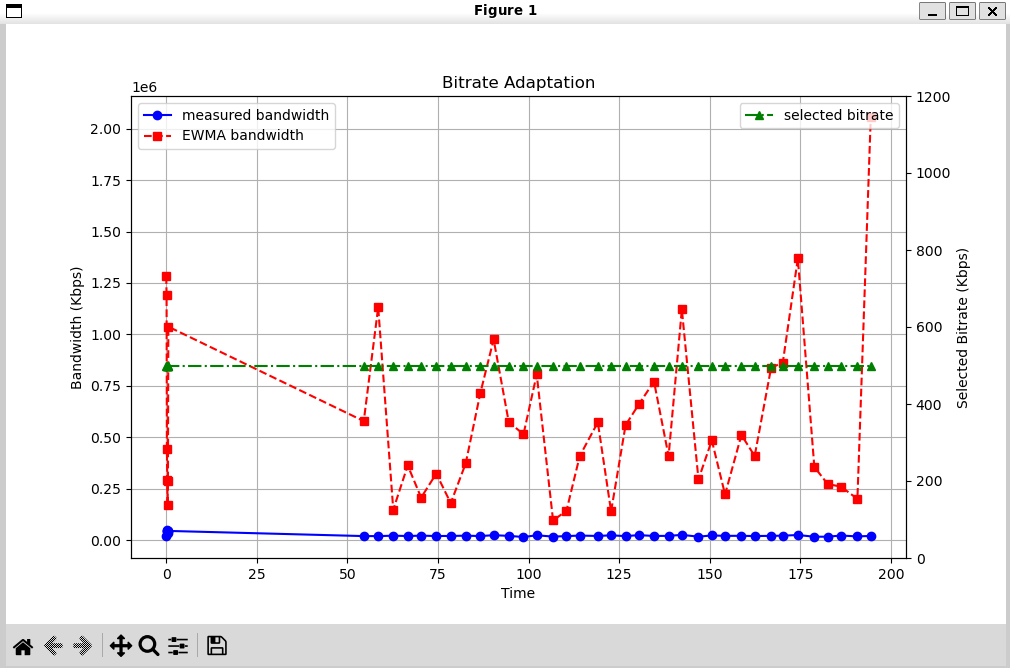 Figure 1
Bitrate Adaptation
1e6
measured bandwidth
EWMA bandwidth
selected bitrate
2.00
1.75
1.50
1.25
1.00
0.75
0.50
0.25
0.00
Bandwidth (Kbps)
1200
1000
800
600
400
200
0
Selected Bitrate (Kbps)
0 25 50 75 100 125 150 175 200
Time